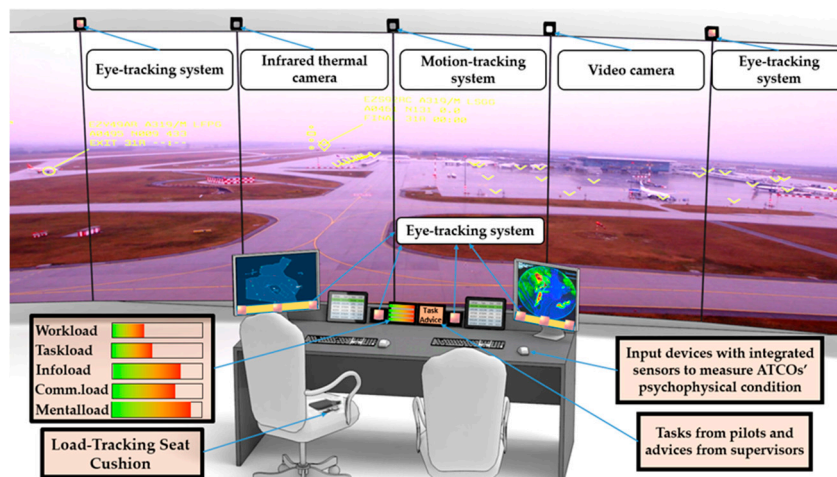 Eye-tracking system
Infrared thermal
camera
Motion-tracking
system
Video camera
Eye-tracking
system
EXIT 31R
Eye-tracking system
Task
Advice
Workload
Taskload
Infoload
Comm.load
Mentalload
Input devices with integrated
sensors to measure ATCOs'
psychophysical condition
Load-Tracking Seat
Cushion
Tasks from pilots and
advices from supervisors